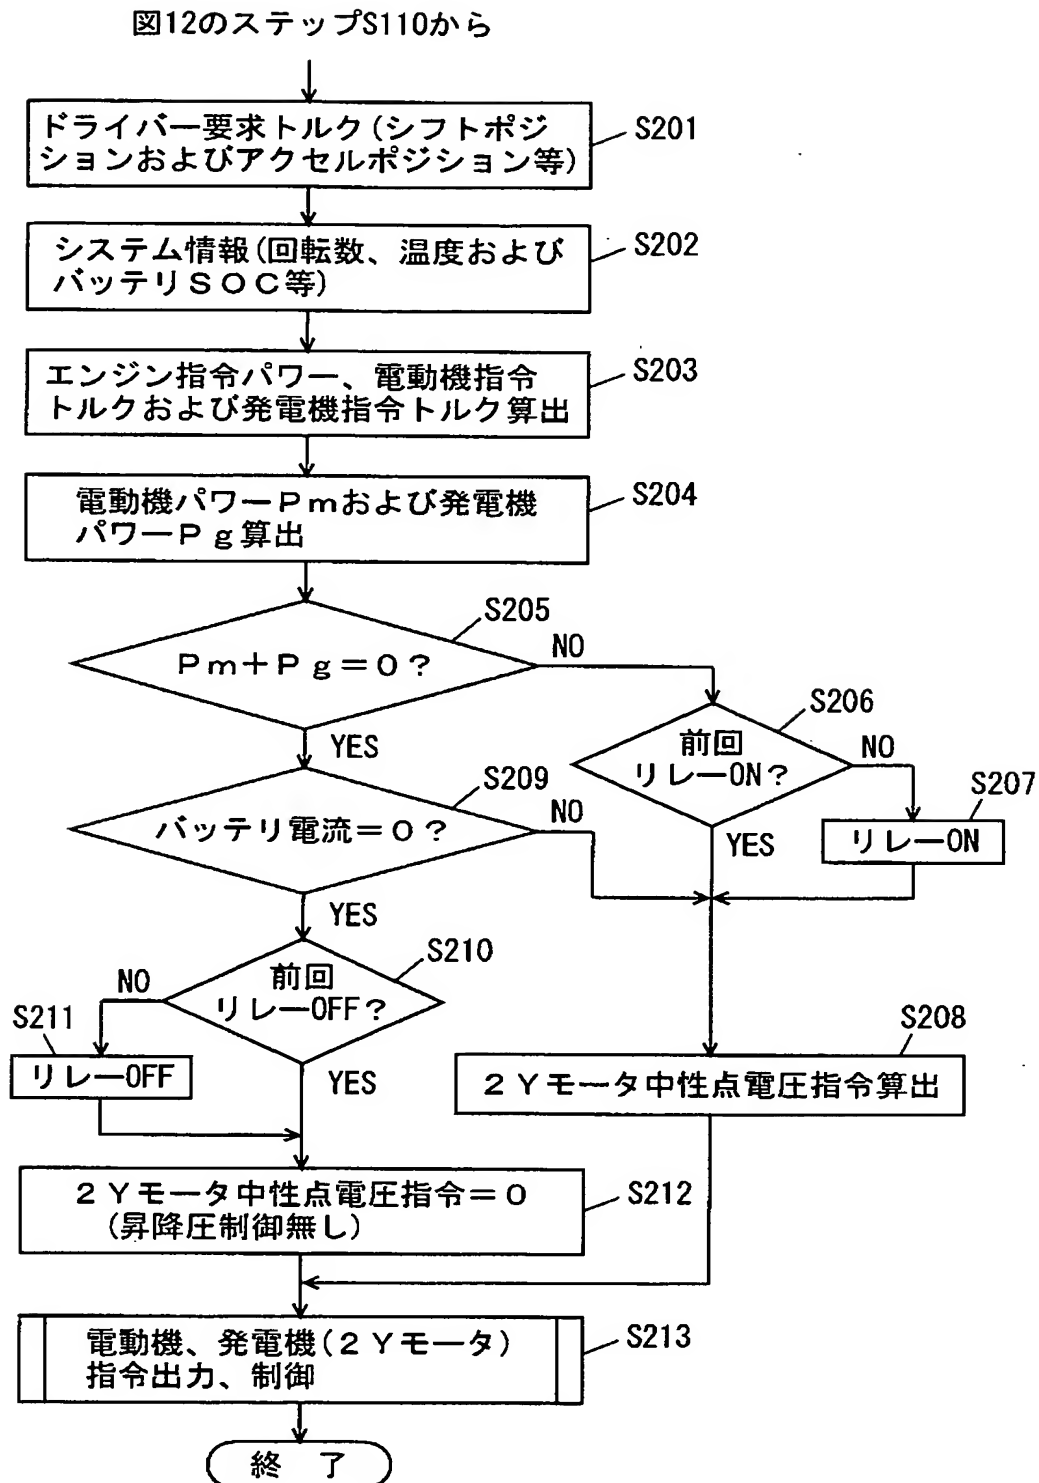 図12のステップS110から
ドライバー要求トルク(シフトポジ
ションおよびアクセルポジション等)
S201
システム情報(回転数、温度および
バッテリSOC等)
S202
エンジン指令パワー、電動機指令
トルクおよび発電機指令トルク算出
S203
電動機パワーPmおよび発電機
パワーPg算出
S204
Pm+Pg=0?
S205
NO
YES
前回
リレーON?
S206
NO
YES
リレーON
S207
バッテリ電流=0?
S209
NO
YES
前回
リレーOFF?
S210
NO
YES
リレーOFF
S211
2Yモータ中性点電圧指令算出
S208
2Yモータ中性点電圧指令=0
(昇降圧制御無し)
S212
電動機、発電機(2Yモータ)
指令出力、制御
S213
終 了